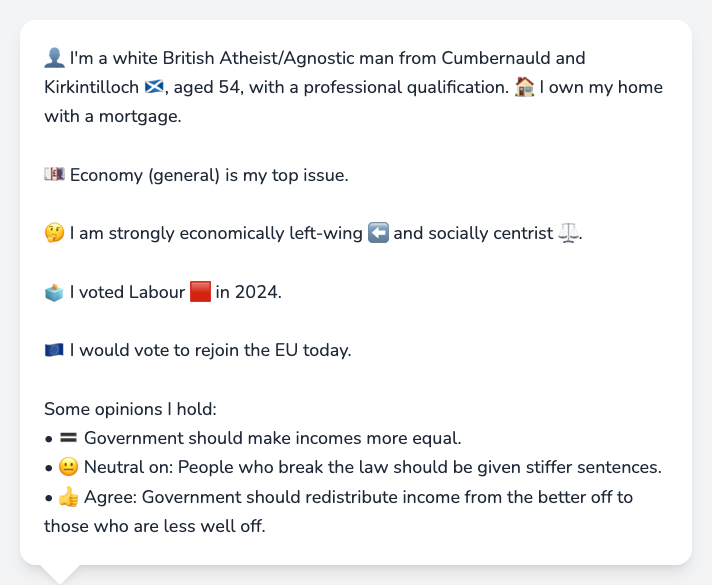 👤 I'm a white British Atheist/Agnostic man from Cumbernauld and
Kirkintilloch 🏴󠁧󠁢󠁳󠁣󠁴󠁿, aged 54, with a professional qualification. 🏠 I own my home
with a mortgage.
💷 Economy (general) is my top issue.
🤔 I am strongly economically left-wing ⬅️ and socially centrist ⚖️.
🗳️ I voted Labour 🟥 in 2024.
🇪🇺 I would vote to rejoin the EU today.
Some opinions I hold:
• 🟰 Government should make incomes more equal.
• 😐 Neutral on: People who break the law should be given stiffer sentences.
• 👍 Agree: Government should redistribute income from the better off to
those who are less well off.